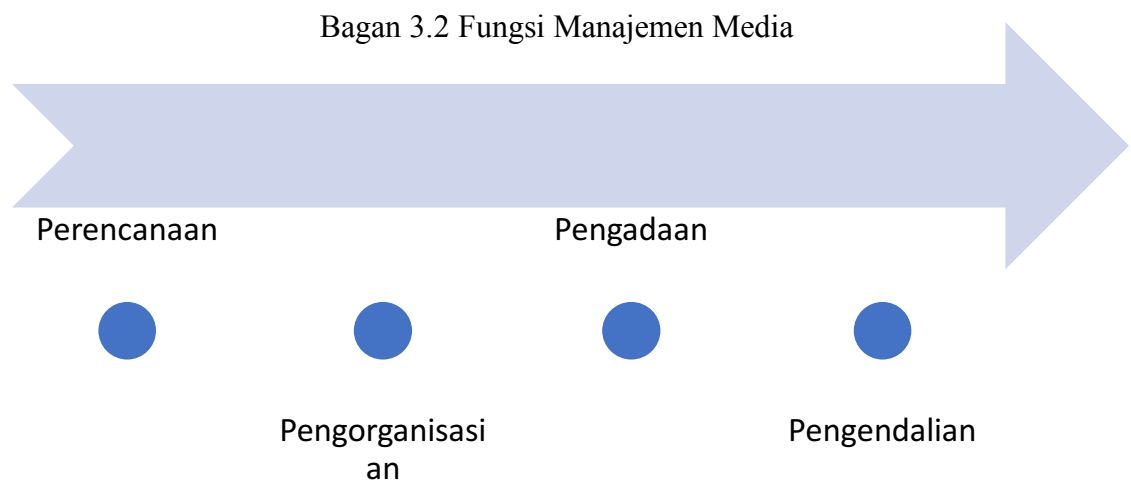 Bagan 3.2 Fungsi Manajemen Media
Perencanaan
Pengorganisasi
an
Pengadaan
Pengendalian